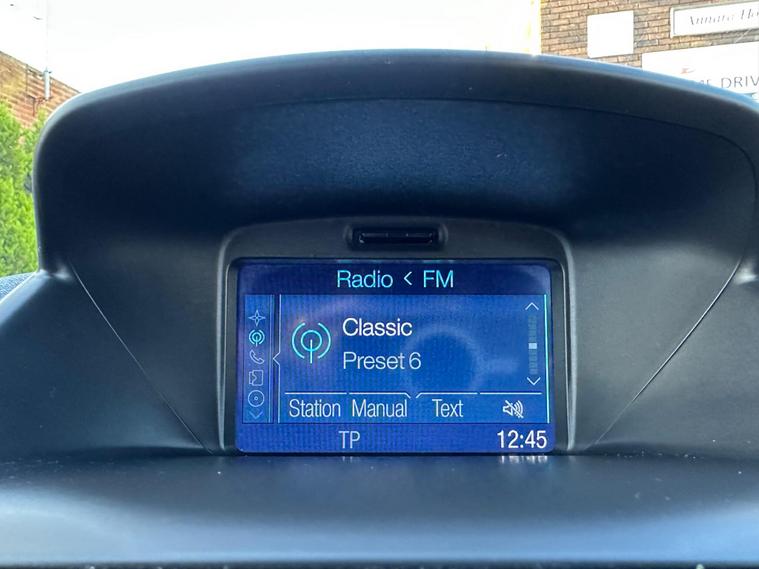 Radio < FM
Classic
Preset 6
Station Manual Text
TP 12:45